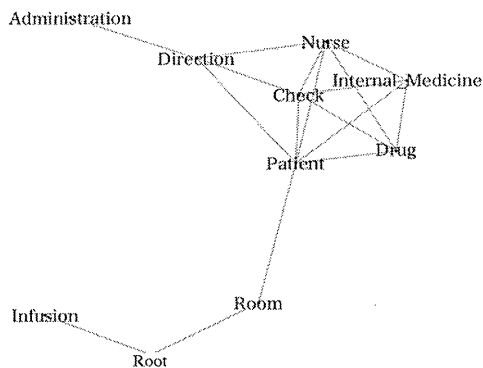 Administration
Nurse
Direction
Internal_Medicine
Check
Drug
Patient
Room
Infusion
Root